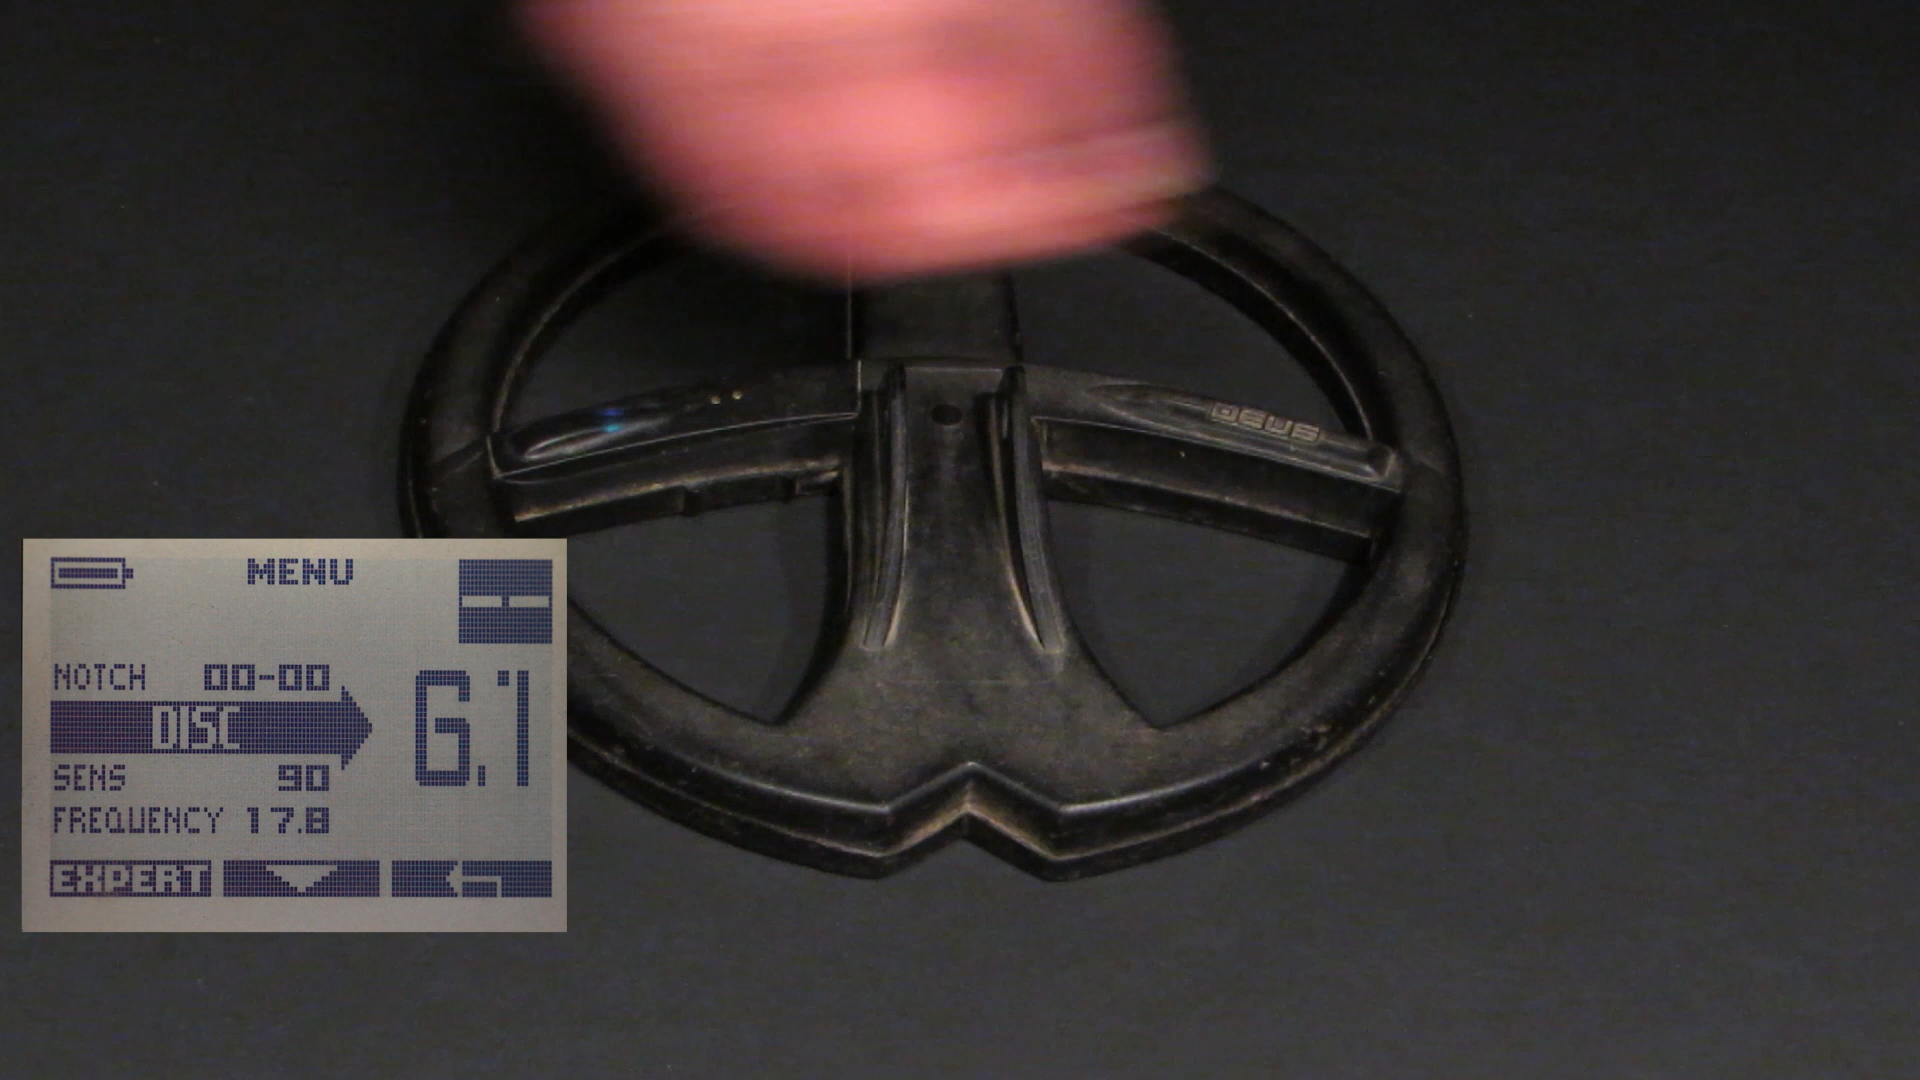 DEUS
MENU
NOTCH 00-00
DISC 6.1
SENS 90
FREQUENCY 17.8
EXPERT